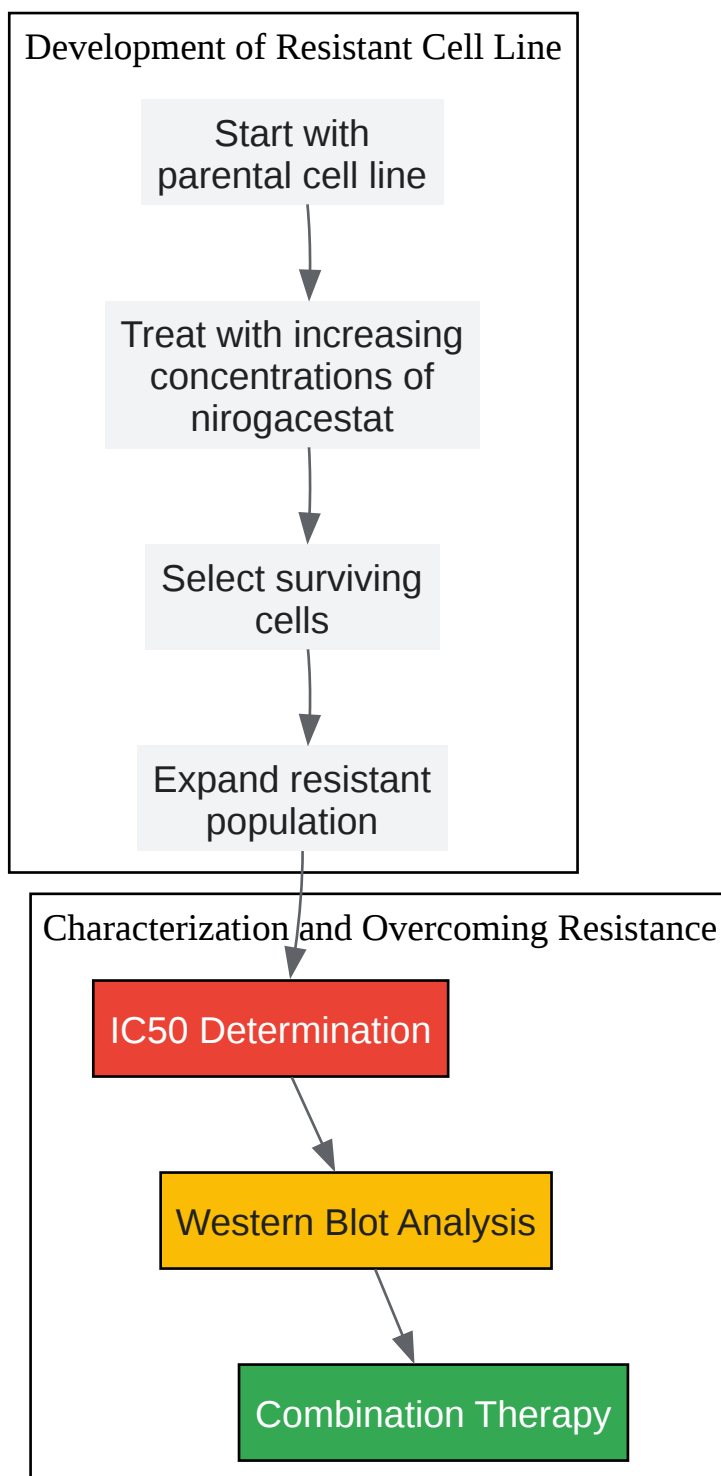 Development of Resistant Cell Line
Start with
parental cell line
Treat with increasing
concentrations of
nirogacestat
Select surviving
cells
Expand resistant
population
Characterization and Overcoming Resistance
IC50 Determination
Western Blot Analysis
Combination Therapy